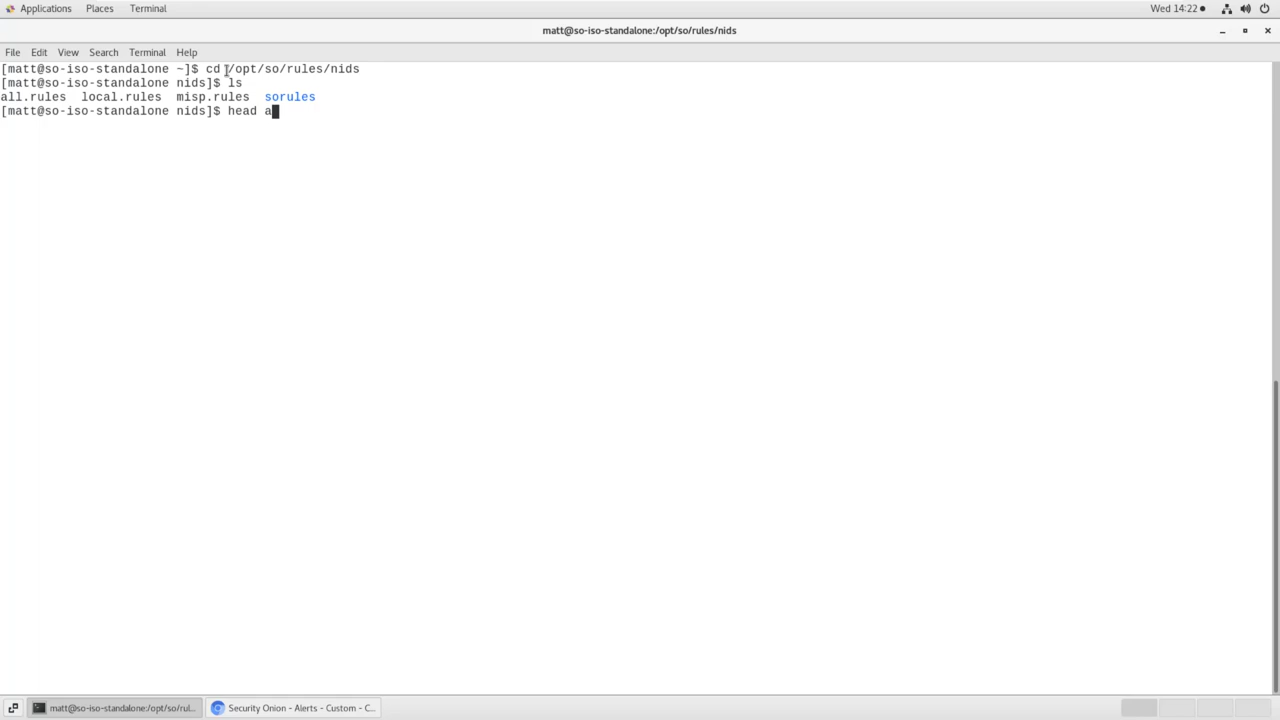 Applications Places Terminal Wed 14:22
matt@so-iso-standalone:/opt/so/rules/nids
File Edit View Search Terminal Help
[matt@so-iso-standalone ~]$ cd /opt/so/rules/nids
[matt@so-iso-standalone nids]$ ls
all.rules local.rules misp.rules sorules
[matt@so-iso-standalone nids]$ head a
matt@so-iso-standalone:/opt/so/rul... Security Onion - Alerts - Custom - C...